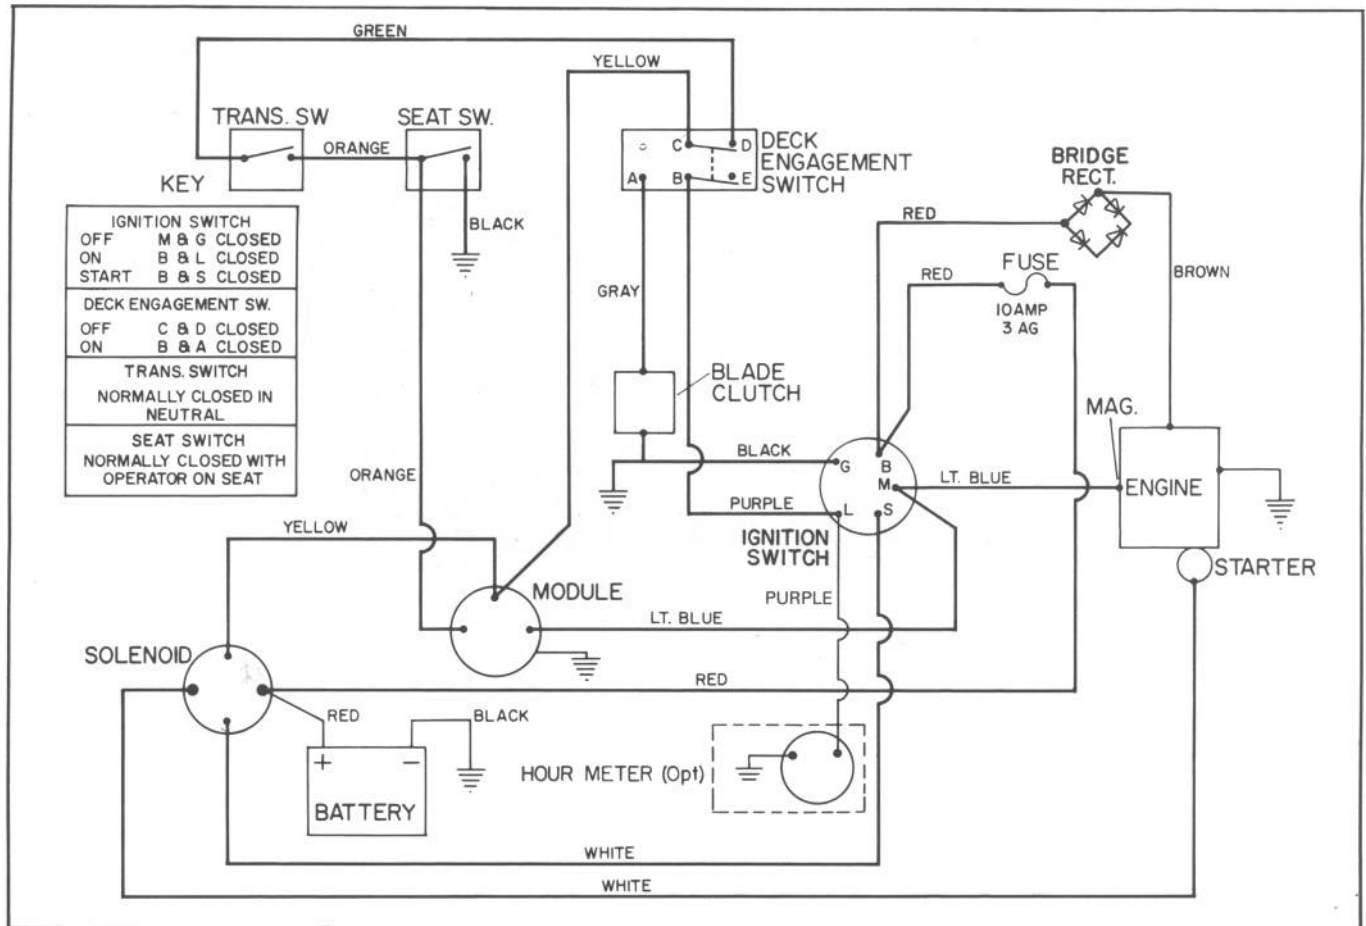 GREEN
YELLOW
TRANS. SW
SEAT SW.
ORANGE
KEY
BLACK
C
D
A
B
E
DECK
ENGAGEMENT
SWITCH
BRIDGE
RECT.
IGNITION SWITCH
OFF M & G CLOSED
ON B & L CLOSED
START B & S CLOSED
DECK ENGAGEMENT SW.
OFF C & D CLOSED
ON B & A CLOSED
TRANS. SWITCH
NORMALLY CLOSED IN
NEUTRAL
SEAT SWITCH
NORMALLY CLOSED WITH
OPERATOR ON SEAT
RED
RED
FUSE
10 AMP
3 AG
BROWN
GRAY
BLADE
CLUTCH
MAG.
ORANGE
BLACK
G
B
M
L
S
LT. BLUE
ENGINE
PURPLE
IGNITION
SWITCH
YELLOW
STARTER
MODULE
PURPLE
LT. BLUE
SOLENOID
RED
RED
BLACK
+
−
BATTERY
HOUR METER (Opt)
WHITE
WHITE